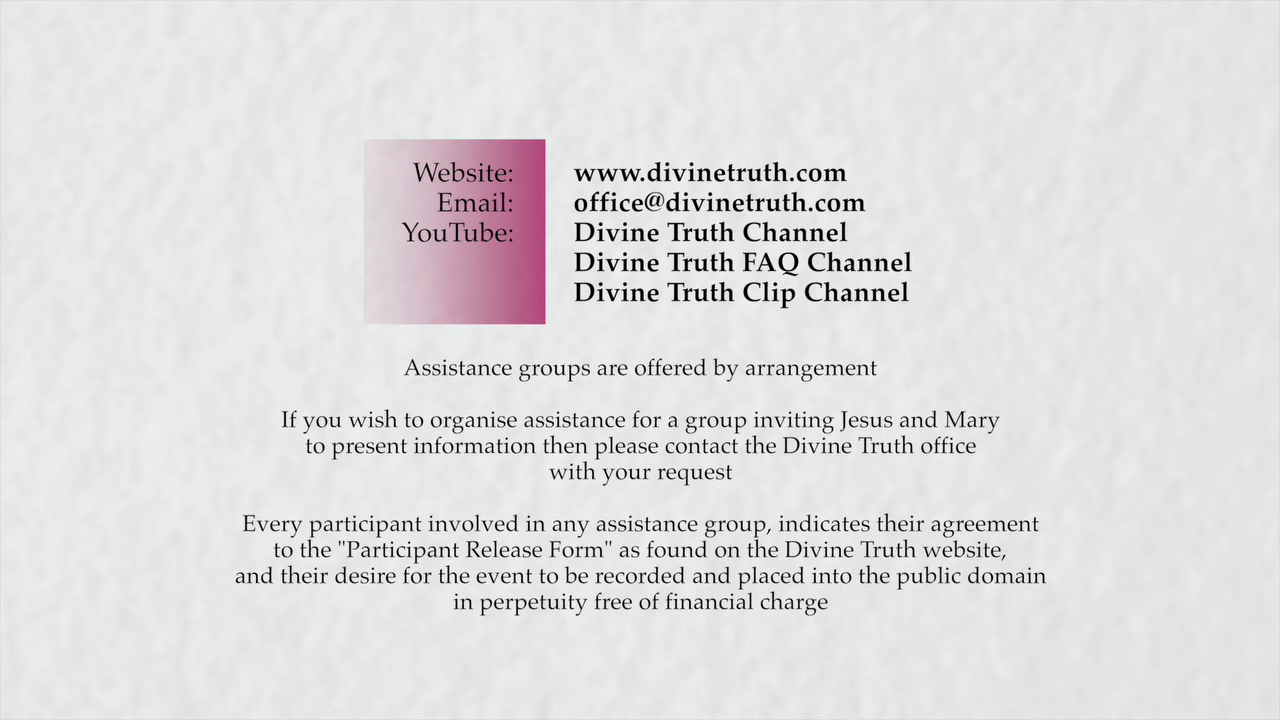 Website: www.divinetruth.com
Email: office@divinetruth.com
YouTube: Divine Truth Channel
Divine Truth FAQ Channel
Divine Truth Clip Channel
Assistance groups are offered by arrangement
If you wish to organise assistance for a group inviting Jesus and Mary
to present information then please contact the Divine Truth office
with your request
Every participant involved in any assistance group, indicates their agreement
to the "Participant Release Form" as found on the Divine Truth website,
and their desire for the event to be recorded and placed into the public domain
in perpetuity free of financial charge